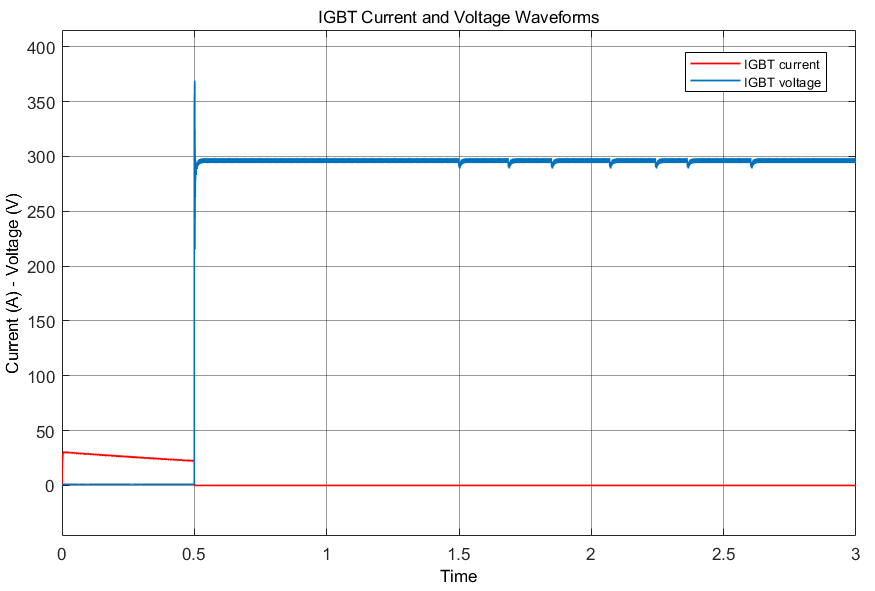 IGBT Current and Voltage Waveforms
IGBT current
IGBT voltage
Current (A) - Voltage (V)
400
350
300
250
200
150
100
50
0
0 0.5 1 1.5 2 2.5 3
Time